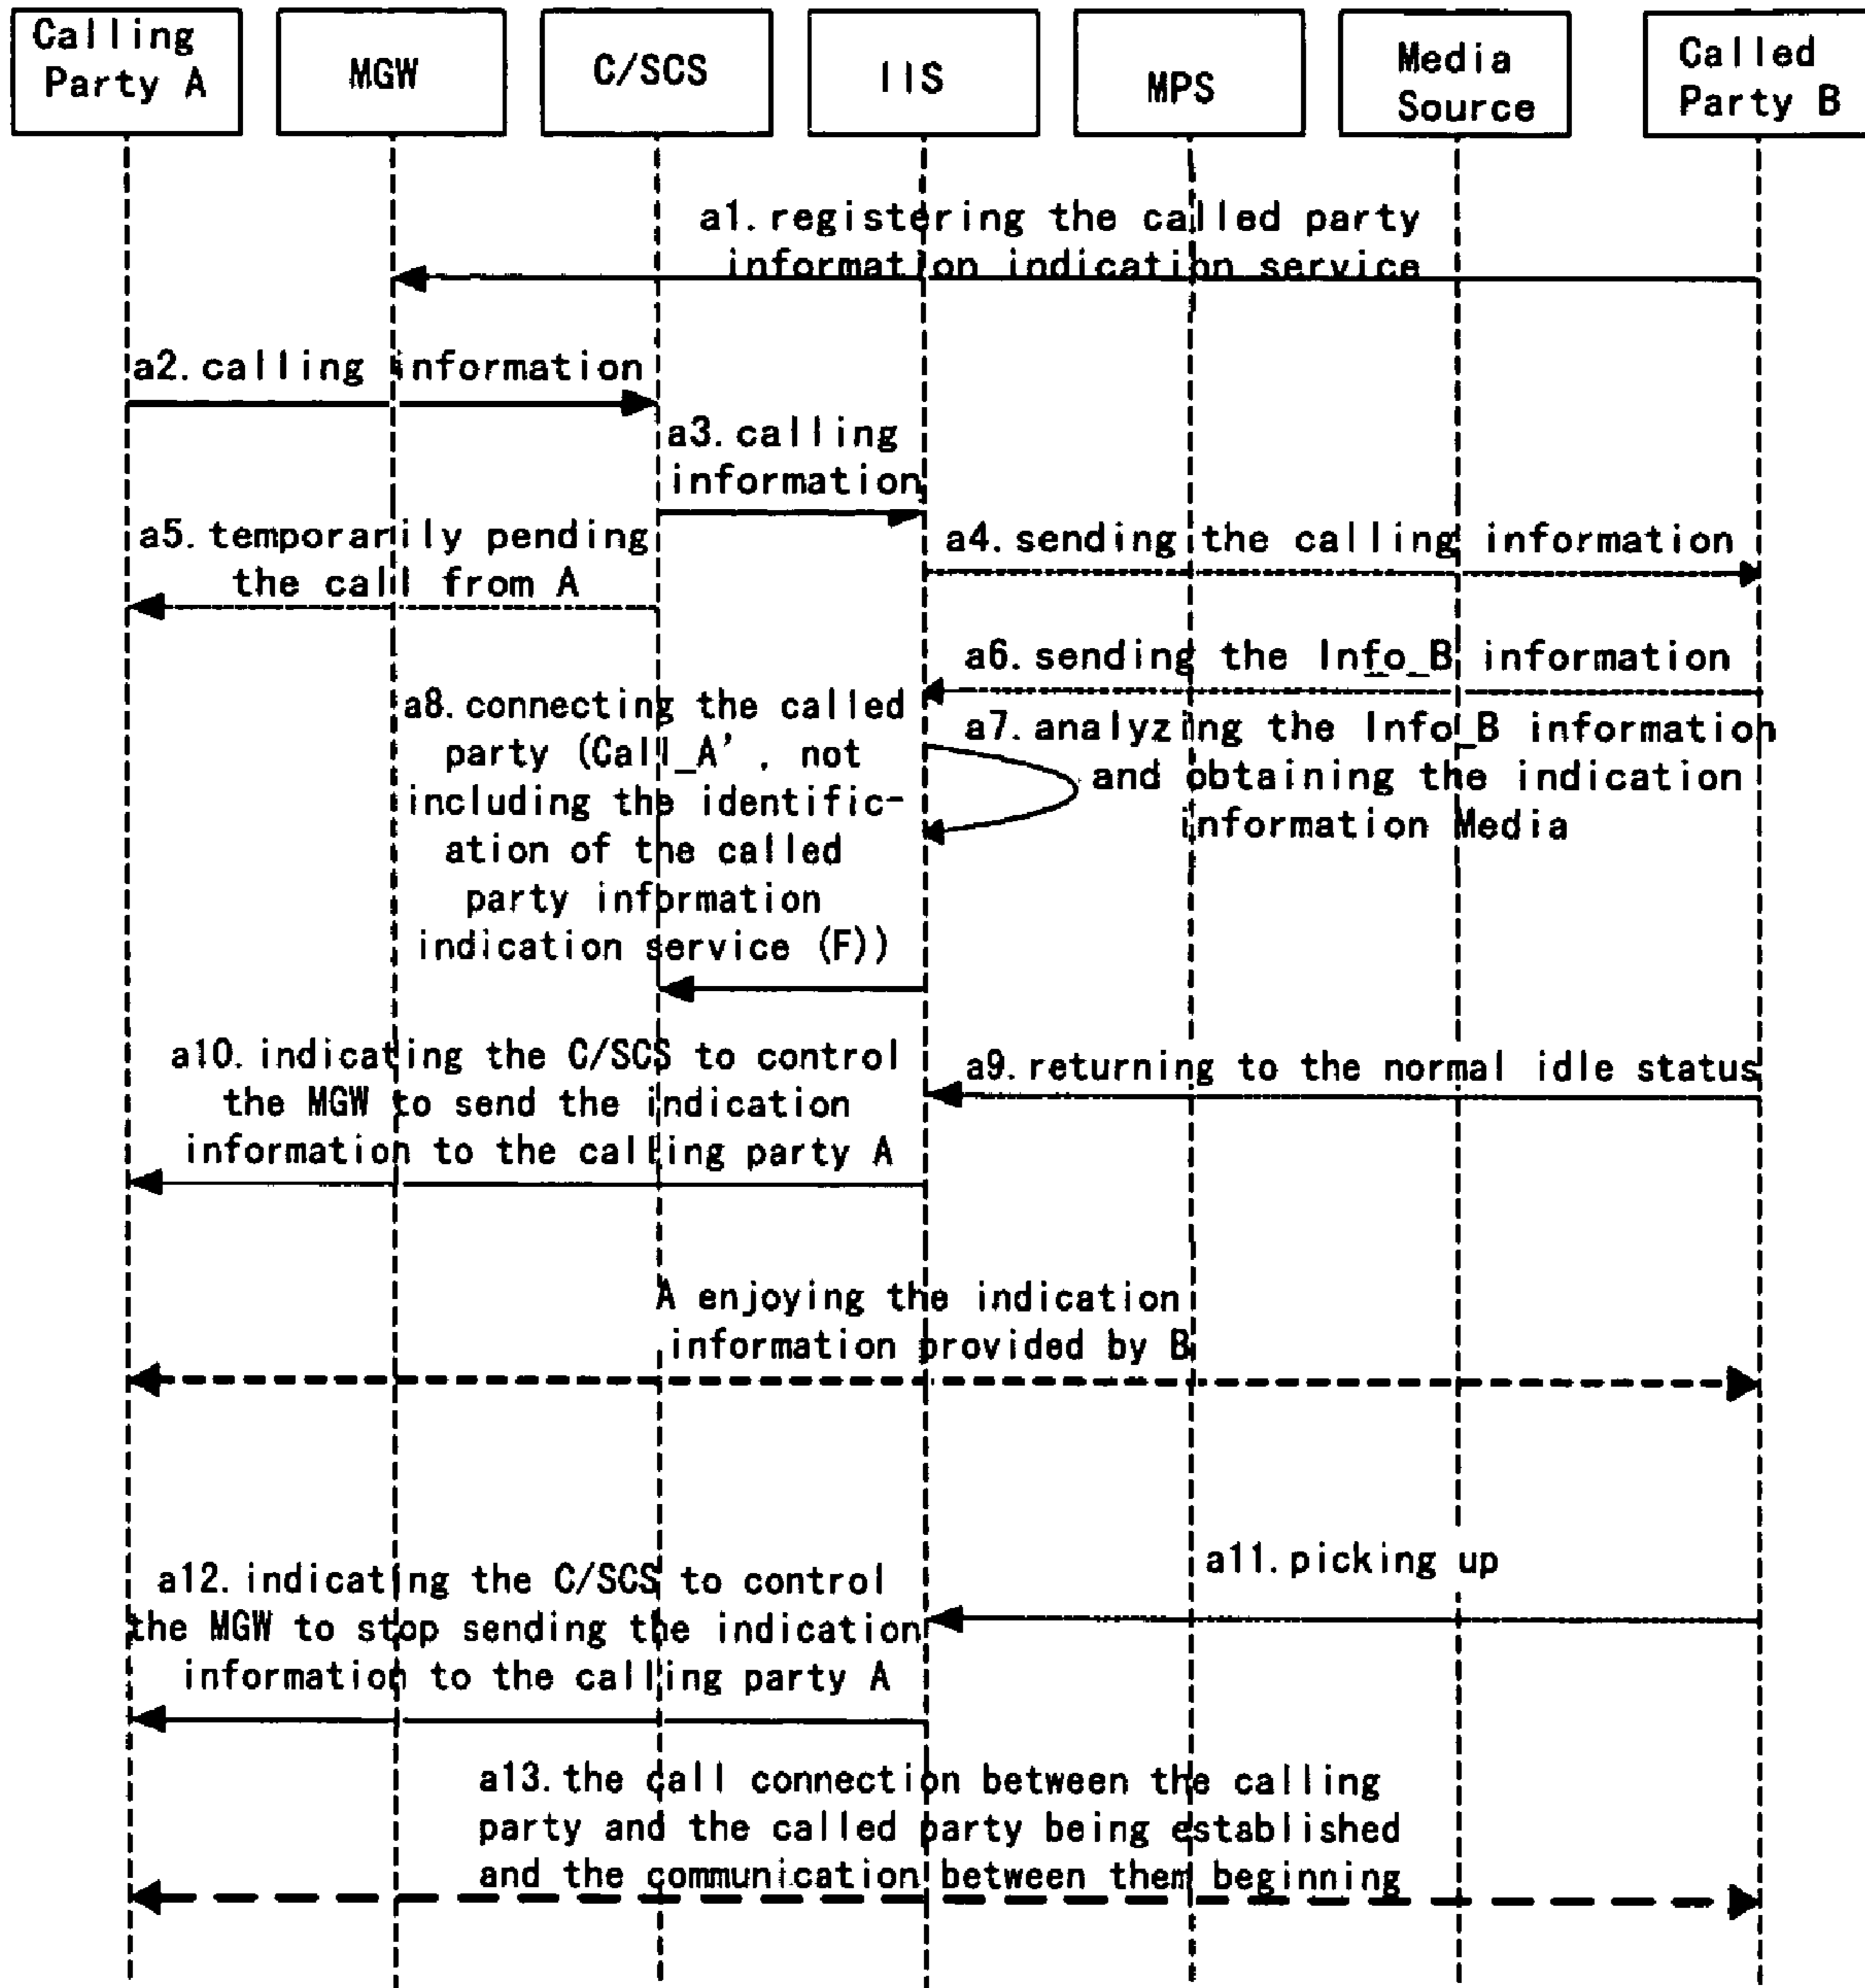 Calling
Party A
MGW
C/SCS
IIS
MPS
Media
Source
Called
Party B
a1. registering the called party
information indication service
a2. calling information
a3. calling
information
a5. temporarily pending
the call from A
a4. sending the calling information
a6. sending the Info_B information
a8. connecting the called
party (Call_A', not
including the identific-
ation of the called
party information
indication service (F))
a7. analyzing the Info_B information
and obtaining the indication
information Media
a10. indicating the C/SCS to control
the MGW to send the indication
information to the calling party A
a9. returning to the normal idle status
A enjoying the indication
information provided by B
a11. picking up
a12. indicating the C/SCS to control
the MGW to stop sending the indication
information to the calling party A
a13. the call connection between the calling
party and the called party being established
and the communication between them beginning